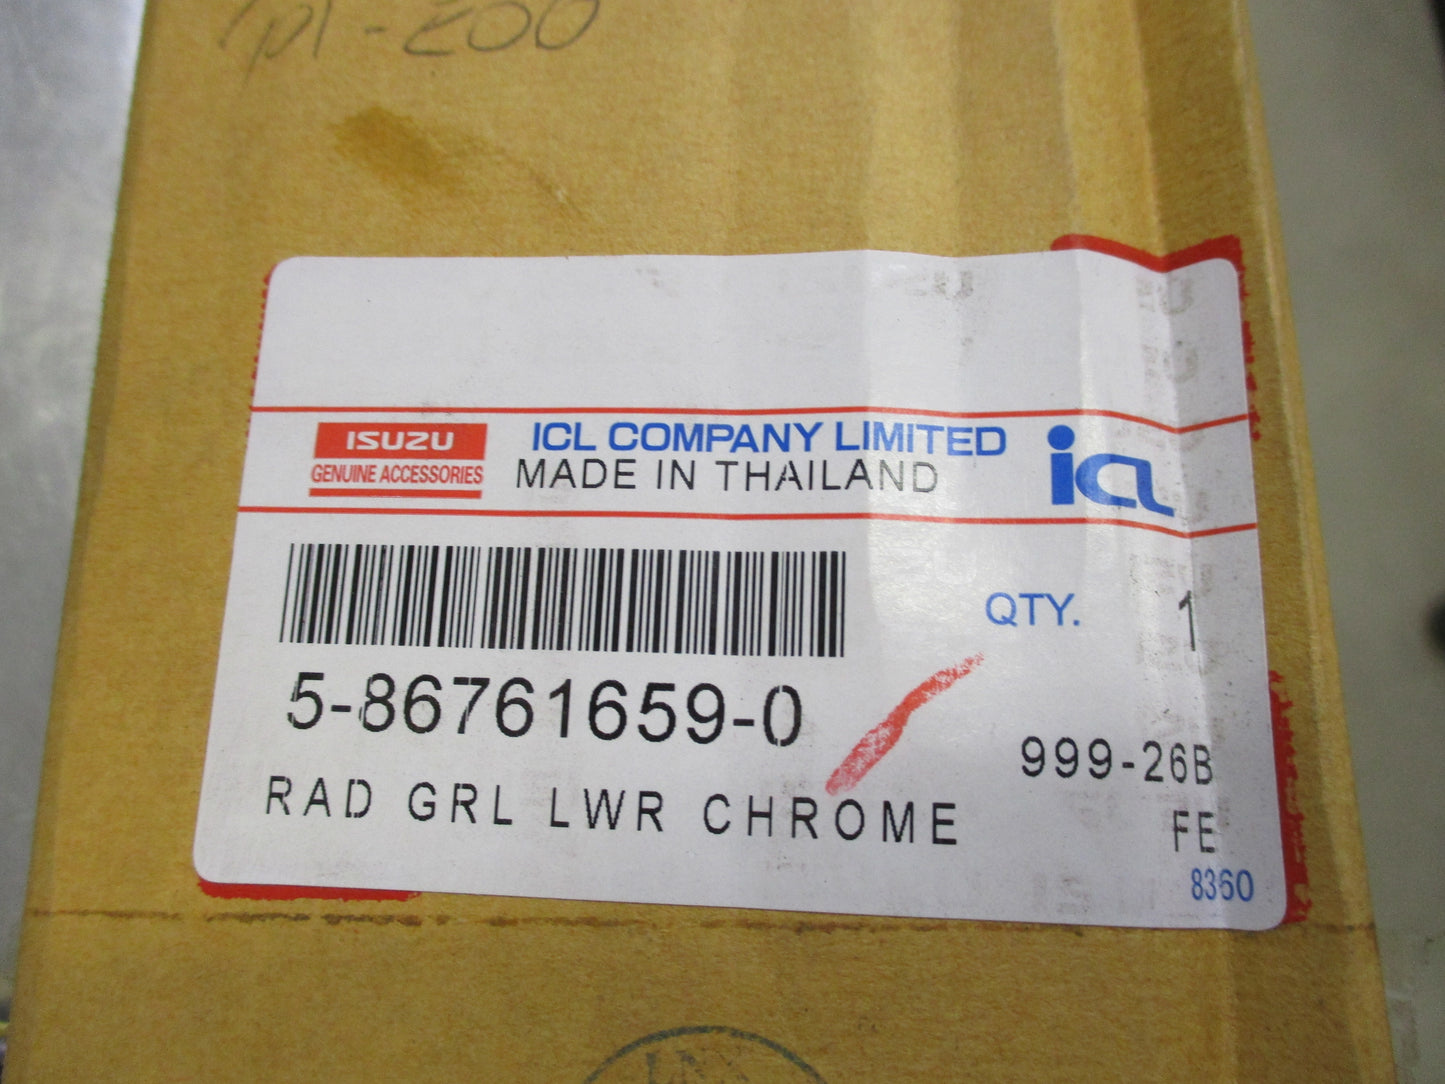 ISUZU
GENUINE ACCESSORIES
ICL COMPANY LIMITED
MADE IN THAILAND
icl
QTY. 1
5-86761659-0
999-26B
RAD GRL LWR CHROME
FE
8360